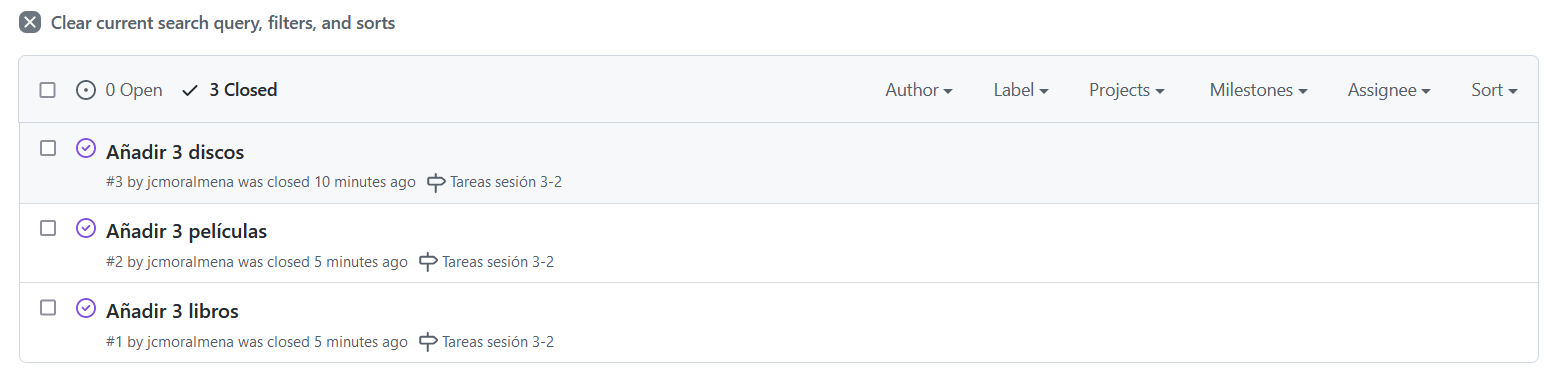 Clear current search query, filters, and sorts
0 Open 3 Closed Author Label Projects Milestones Assignee Sort
Añadir 3 discos
#3 by jcmoralmena was closed 10 minutes ago Tareas sesión 3-2
Añadir 3 películas
#2 by jcmoralmena was closed 5 minutes ago Tareas sesión 3-2
Añadir 3 libros
#1 by jcmoralmena was closed 5 minutes ago Tareas sesión 3-2